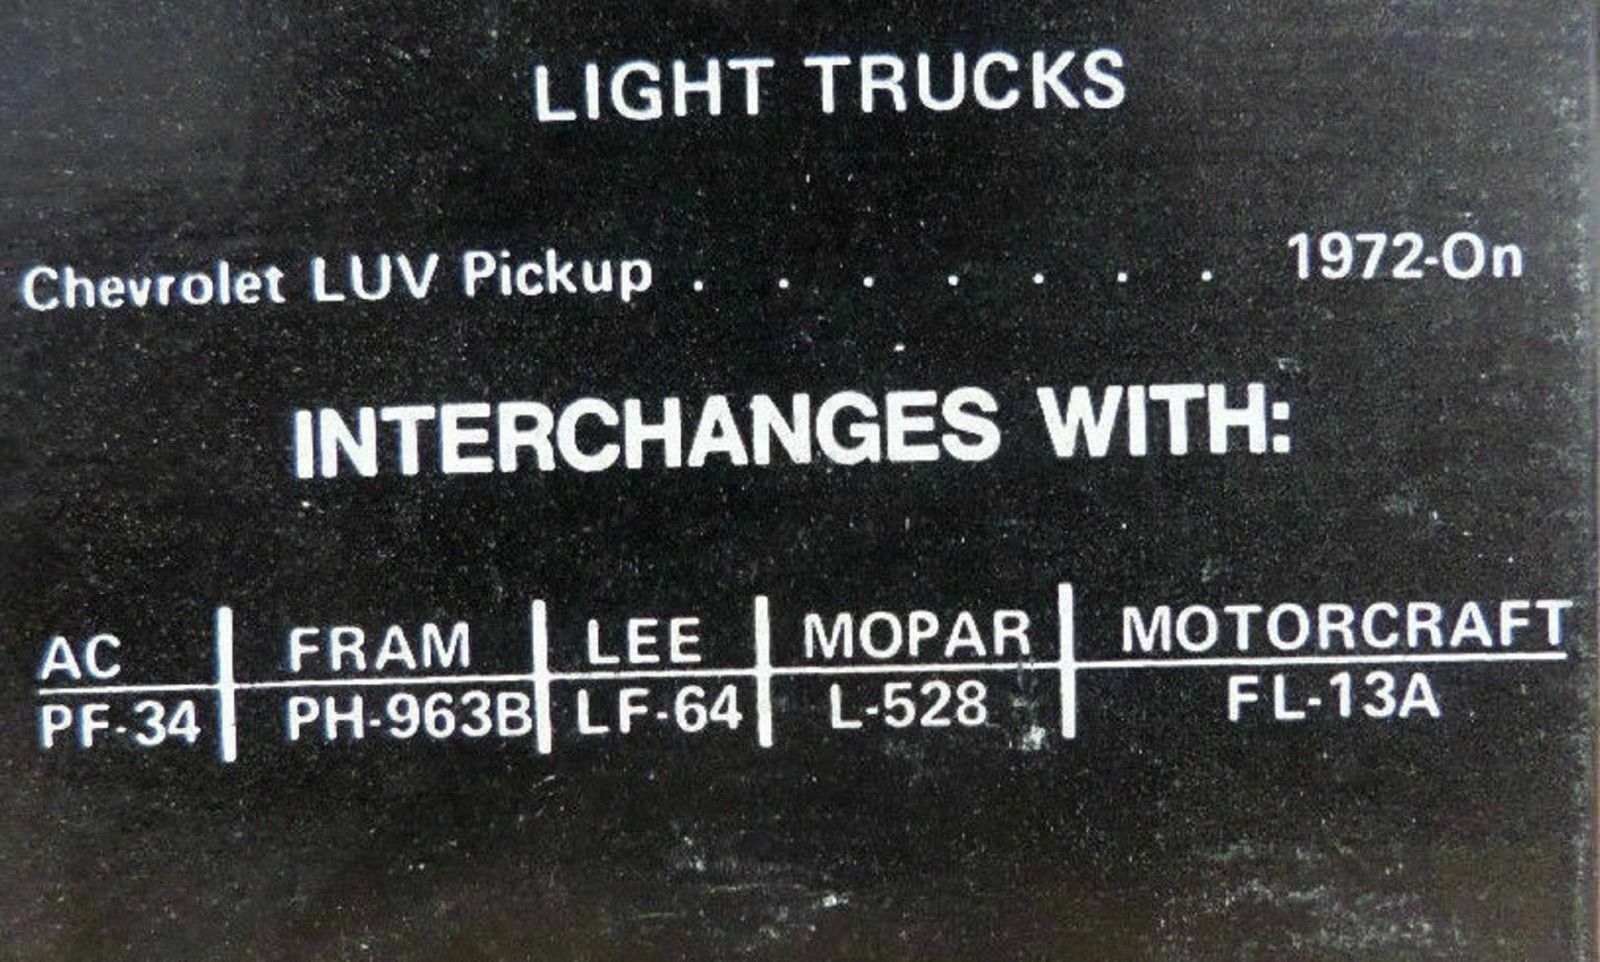 LIGHT TRUCKS
Chevrolet LUV Pickup . . . . . . . 1972-On
INTERCHANGES WITH:
AC FRAM LEE MOPAR MOTORCRAFT
PF-34 PH-963B LF-64 L-528 FL-13A